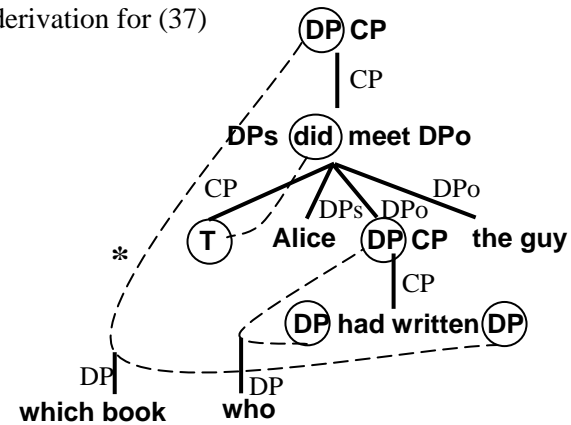 derivation for (37)
DP CP
CP
DPs did meet DPo
CP DPs DPo DPo
T Alice DP CP the guy
*
CP
DP had written DP
DP DP
which book who